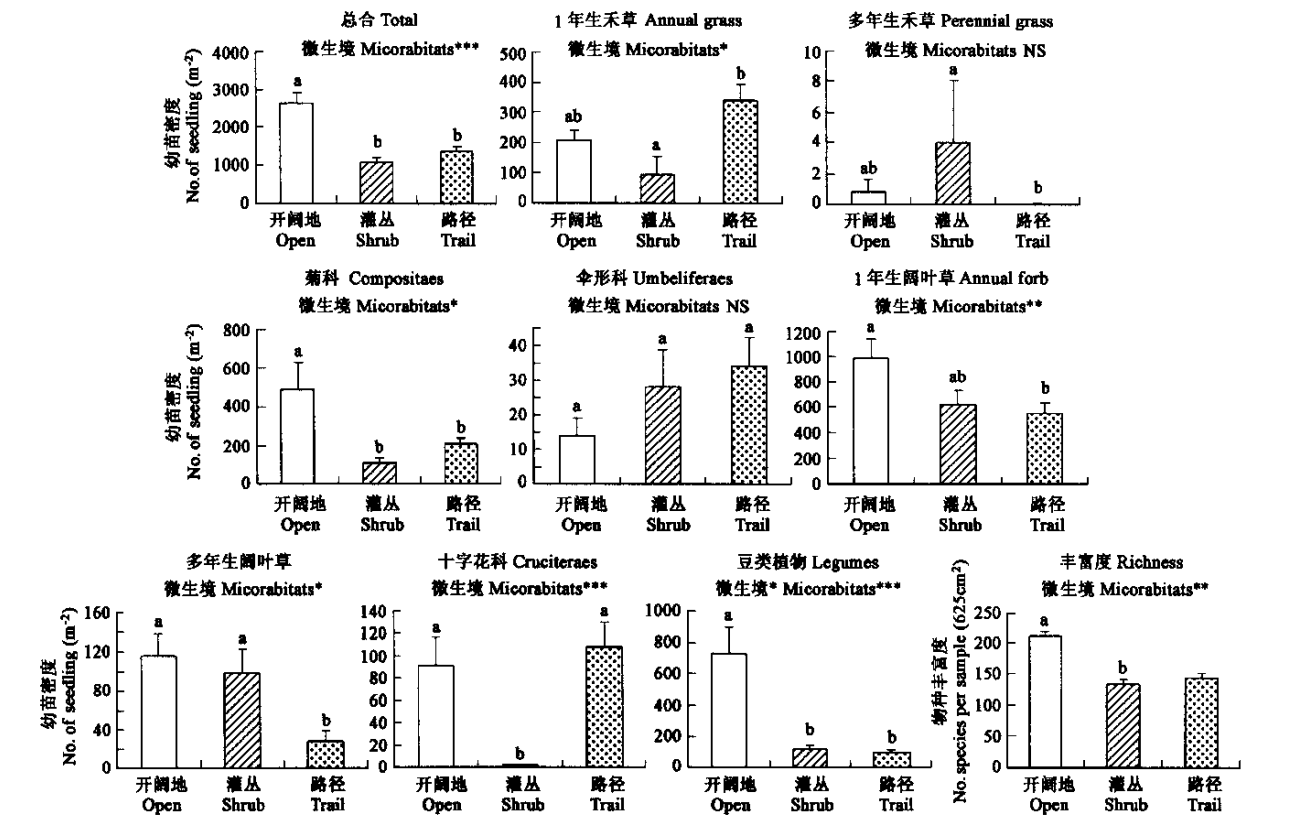 总合 Total
微生境 Micorabitats***
幼苗密度
No. of seedling (m⁻²)
4000
3000
2000
1000
0
a
b
b
开阔地
Open
灌丛
Shrub
路径
Trail
1 年生禾草 Annual grass
微生境 Micorabitats*
500
400
300
200
100
0
ab
a
b
开阔地
Open
灌丛
Shrub
路径
Trail
多年生禾草 Perennial grass
微生境 Micorabitats NS
10
8
6
4
2
0
ab
a
b
开阔地
Open
灌丛
Shrub
路径
Trail
菊科 Compositaes
微生境 Micorabitats*
幼苗密度
No. of seedling (m⁻²)
800
600
400
200
0
a
b
b
开阔地
Open
灌丛
Shrub
路径
Trail
伞形科 Umbeliferaes
微生境 Micorabitats NS
40
30
20
10
0
a
a
a
开阔地
Open
灌丛
Shrub
路径
Trail
1 年生阔叶草 Annual forb
微生境 Micorabitats**
1200
1000
800
600
400
200
0
a
ab
b
开阔地
Open
灌丛
Shrub
路径
Trail
多年生阔叶草
微生境 Micorabitats*
幼苗密度
No. of seedling (m⁻²)
160
120
80
40
0
a
a
b
开阔地
Open
灌丛
Shrub
路径
Trail
十字花科 Cruciteraes
微生境 Micorabitats***
140
120
100
80
60
40
20
0
a
b
a
开阔地
Open
灌丛
Shrub
路径
Trail
豆类植物 Legumes
微生境* Micorabitats***
1000
800
600
400
200
0
a
b
b
开阔地
Open
灌丛
Shrub
路径
Trail
丰富度 Richness
微生境 Micorabitats**
物种丰富度
No. species per sample (625cm²)
250
200
150
100
50
0
a
b
开阔地
Open
灌丛
Shrub
路径
Trail